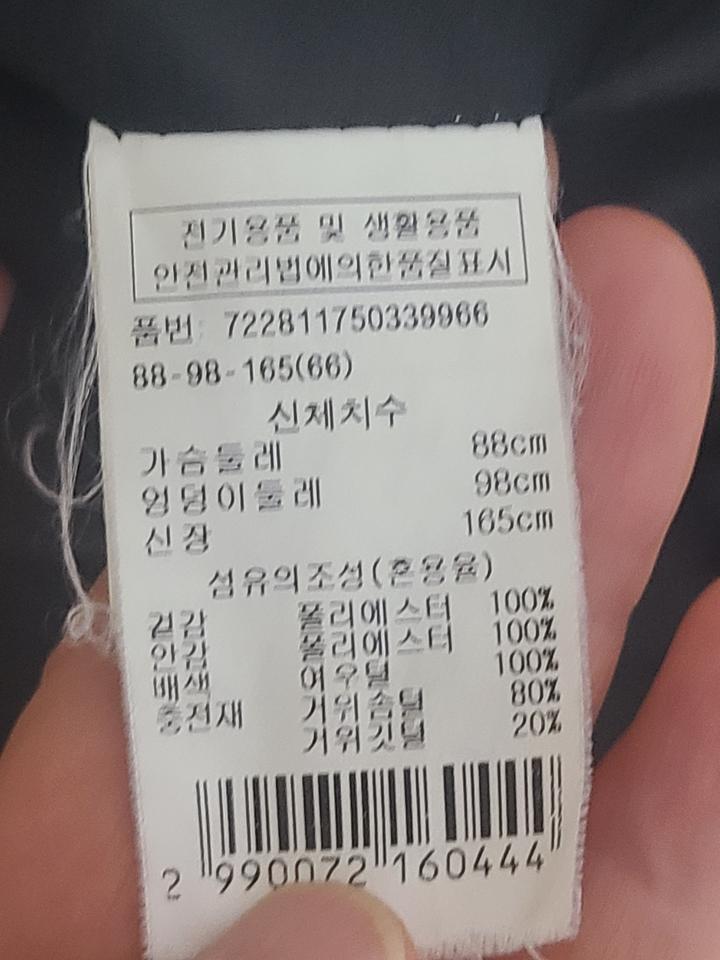 전기용품 및 생활용품
안전관리법에의한품질표시
품번: 722811750339966
88-98-165(66)
신체치수
가슴둘레 88cm
엉덩이둘레 98cm
신장 165cm
섬유의조성(혼용율)
겉감 폴리에스터 100%
안감 폴리에스터 100%
배색 여우털 100%
충전재 거위솜털 80%
거위깃털 20%
2 990072 160444